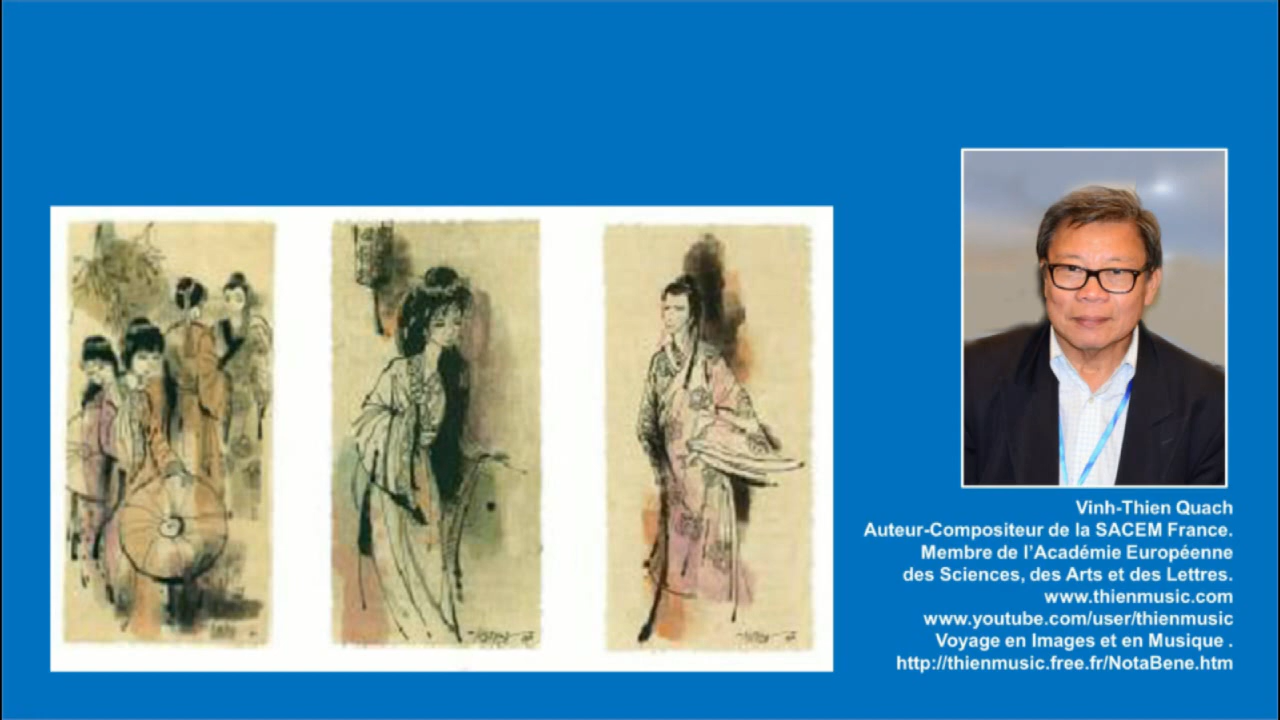 Vinh-Thien Quach
Auteur-Compositeur de la SACEM France.
Membre de l'Académie Européenne
des Sciences, des Arts et des Lettres.
www.thienmusic.com
www.youtube.com/user/thienmusic
Voyage en Images et en Musique .
http://thienmusic.free.fr/NotaBene.htm